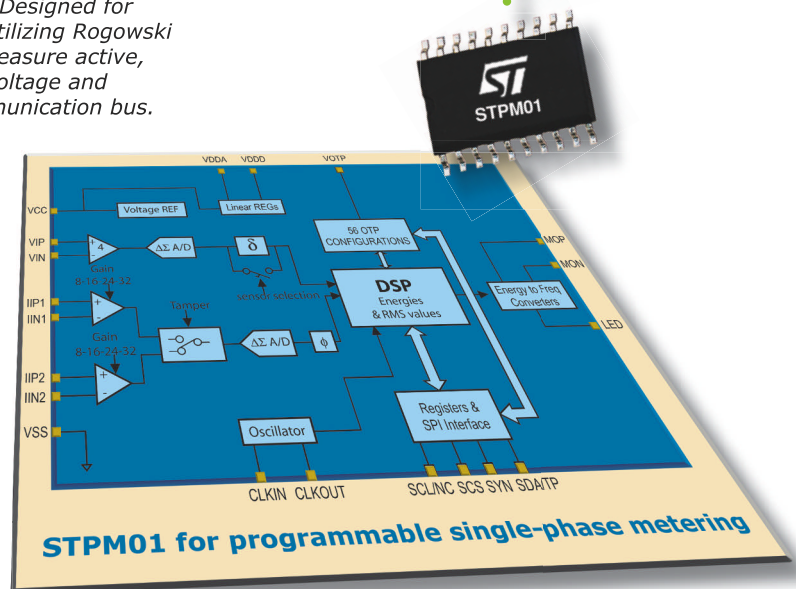 Designed for
tilizing Rogowski
easure active,
oltage and
munication bus.
ST
STPM01
VDDA VDDD VOTP
VCC
Voltage REF
Linear REGs
VIP
VIN
+
-
4
ΔΣ A/D
δ
56 OTP
CONFIGURATIONS
MOP
MON
Gain
8-16-24-32
sensor selection
DSP
Energies
& RMS values
Energy to Freq.
Converters
LED
IIP1
IIN1
+
-
Tamper
Gain
8-16-24-32
ΔΣ A/D
ϕ
IIP2
IIN2
+
-
VSS
Oscillator
Registers &
SPI Interface
CLKIN CLKOUT
SCL/NC SCS SYN SDA/TP
STPM01 for programmable single-phase metering